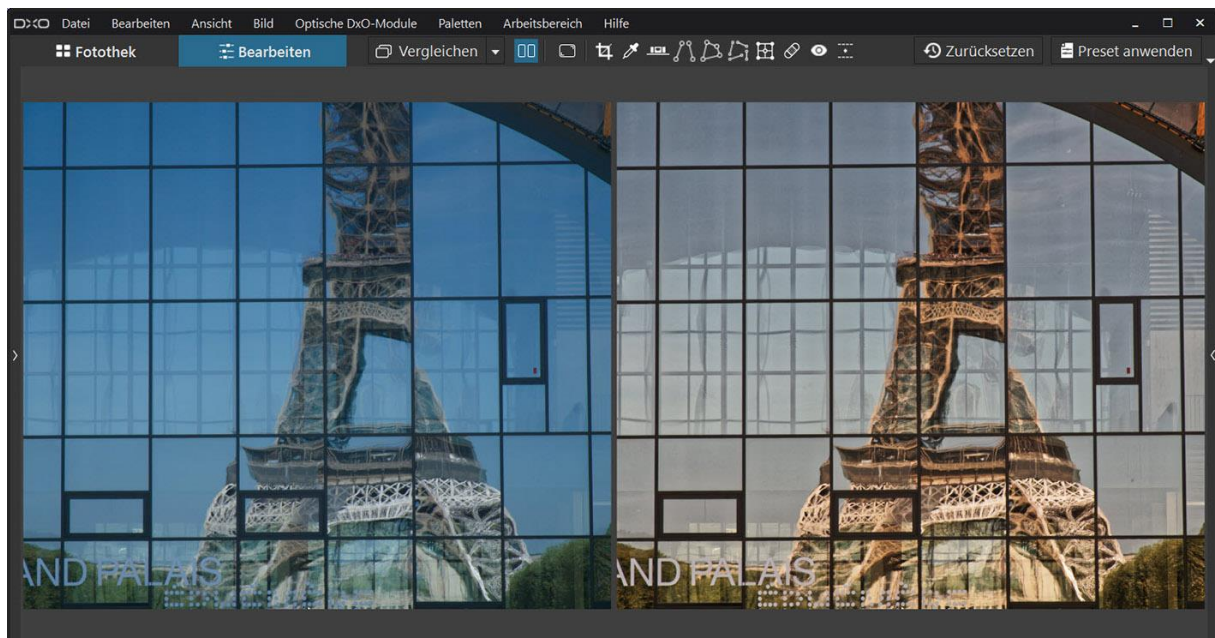 DXO Datei Bearbeiten Ansicht Bild Optische DxO-Module Paletten Arbeitsbereich Hilfe
Fotothek Bearbeiten Vergleichen Zurücksetzen Preset anwenden
AND PALAIS
AND PALAIS